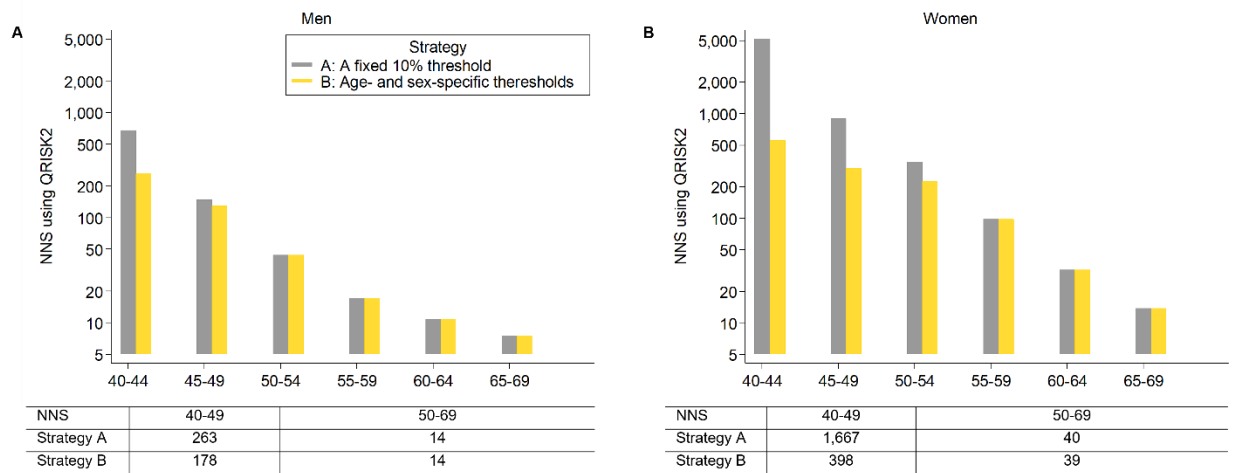 A
Men
Strategy
A: A fixed 10% threshold
B: Age- and sex-specific theresholds
NNS using QRISK2
5,000
2,000
1,000
500
200
100
50
20
10
5
40-44 45-49 50-54 55-59 60-64 65-69
NNS 40-49 50-69
Strategy A 263 14
Strategy B 178 14
B
Women
NNS using QRISK2
5,000
2,000
1,000
500
200
100
50
20
10
5
40-44 45-49 50-54 55-59 60-64 65-69
NNS 40-49 50-69
Strategy A 1,667 40
Strategy B 398 39